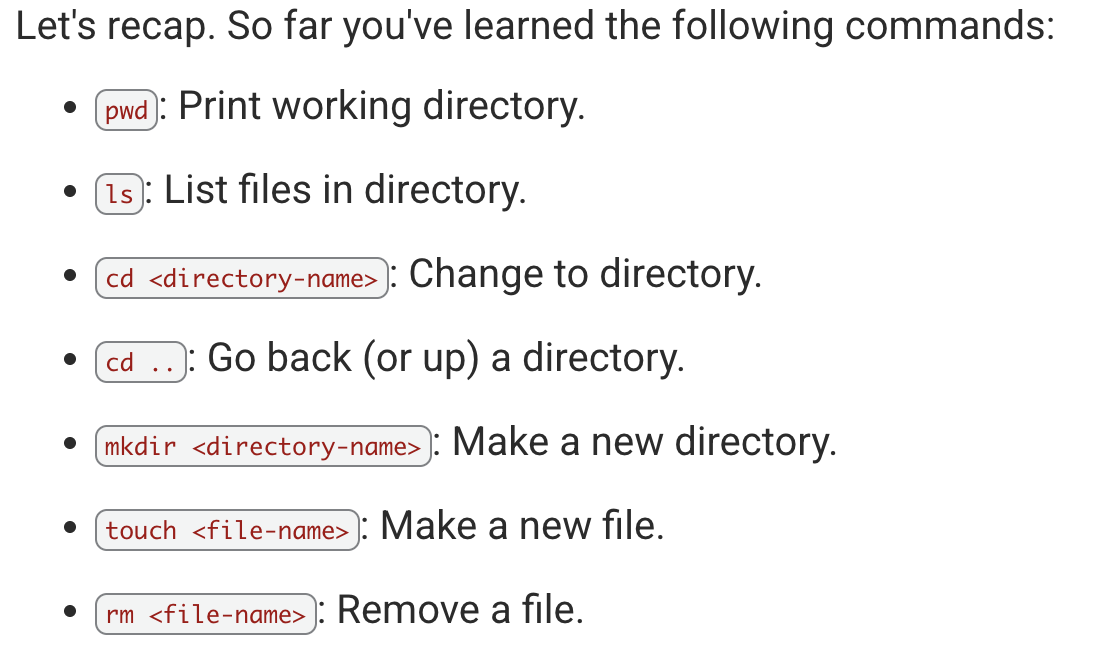 Let's recap. So far you've learned the following commands:
• pwd: Print working directory.
• ls: List files in directory.
• cd <directory-name>: Change to directory.
• cd ..: Go back (or up) a directory.
• mkdir <directory-name>: Make a new directory.
• touch <file-name>: Make a new file.
• rm <file-name>: Remove a file.